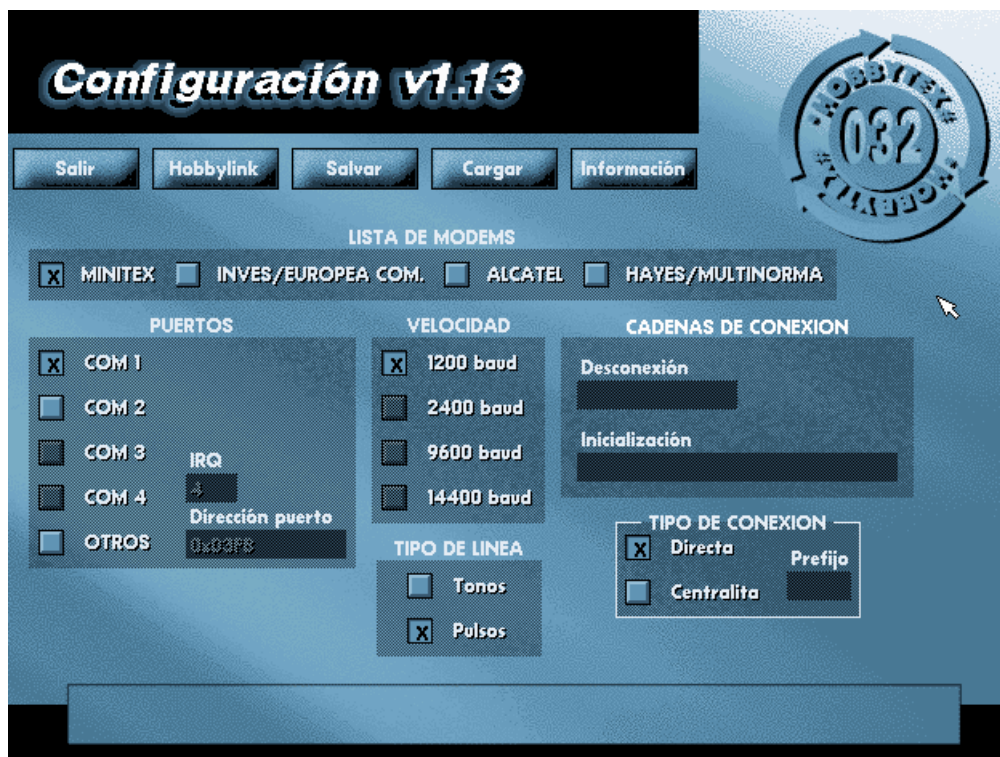 Configuración v1.13
*HOBBYTEX#
032
*HOBBYTEX#
Salir Hobbylink Salvar Cargar Información
LISTA DE MODEMS
X MINITEX INVES/EUROPEA COM. ALCATEL HAYES/MULTINORMA
PUERTOS
X COM 1
COM 2
COM 3
COM 4
OTROS
IRQ
4
Dirección puerto
0x03F8
VELOCIDAD
X 1200 baud
2400 baud
9600 baud
14400 baud
TIPO DE LINEA
Tonos
X Pulsos
CADENAS DE CONEXION
Desconexión
Inicialización
TIPO DE CONEXION
X Directa
Centralita
Prefijo